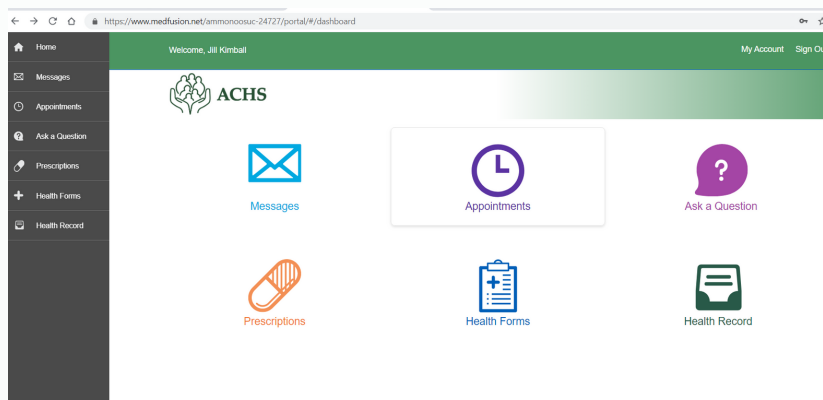 https://www.medfusion.net/ammonoosuc-24727/portal/#/dashboard
Home
Welcome, Jill Kimball
My Account Sign Ou
Messages
ACHS
Appointments
Ask a Question
Prescriptions
Health Forms
Health Record
Messages Appointments Ask a Question
Prescriptions Health Forms Health Record